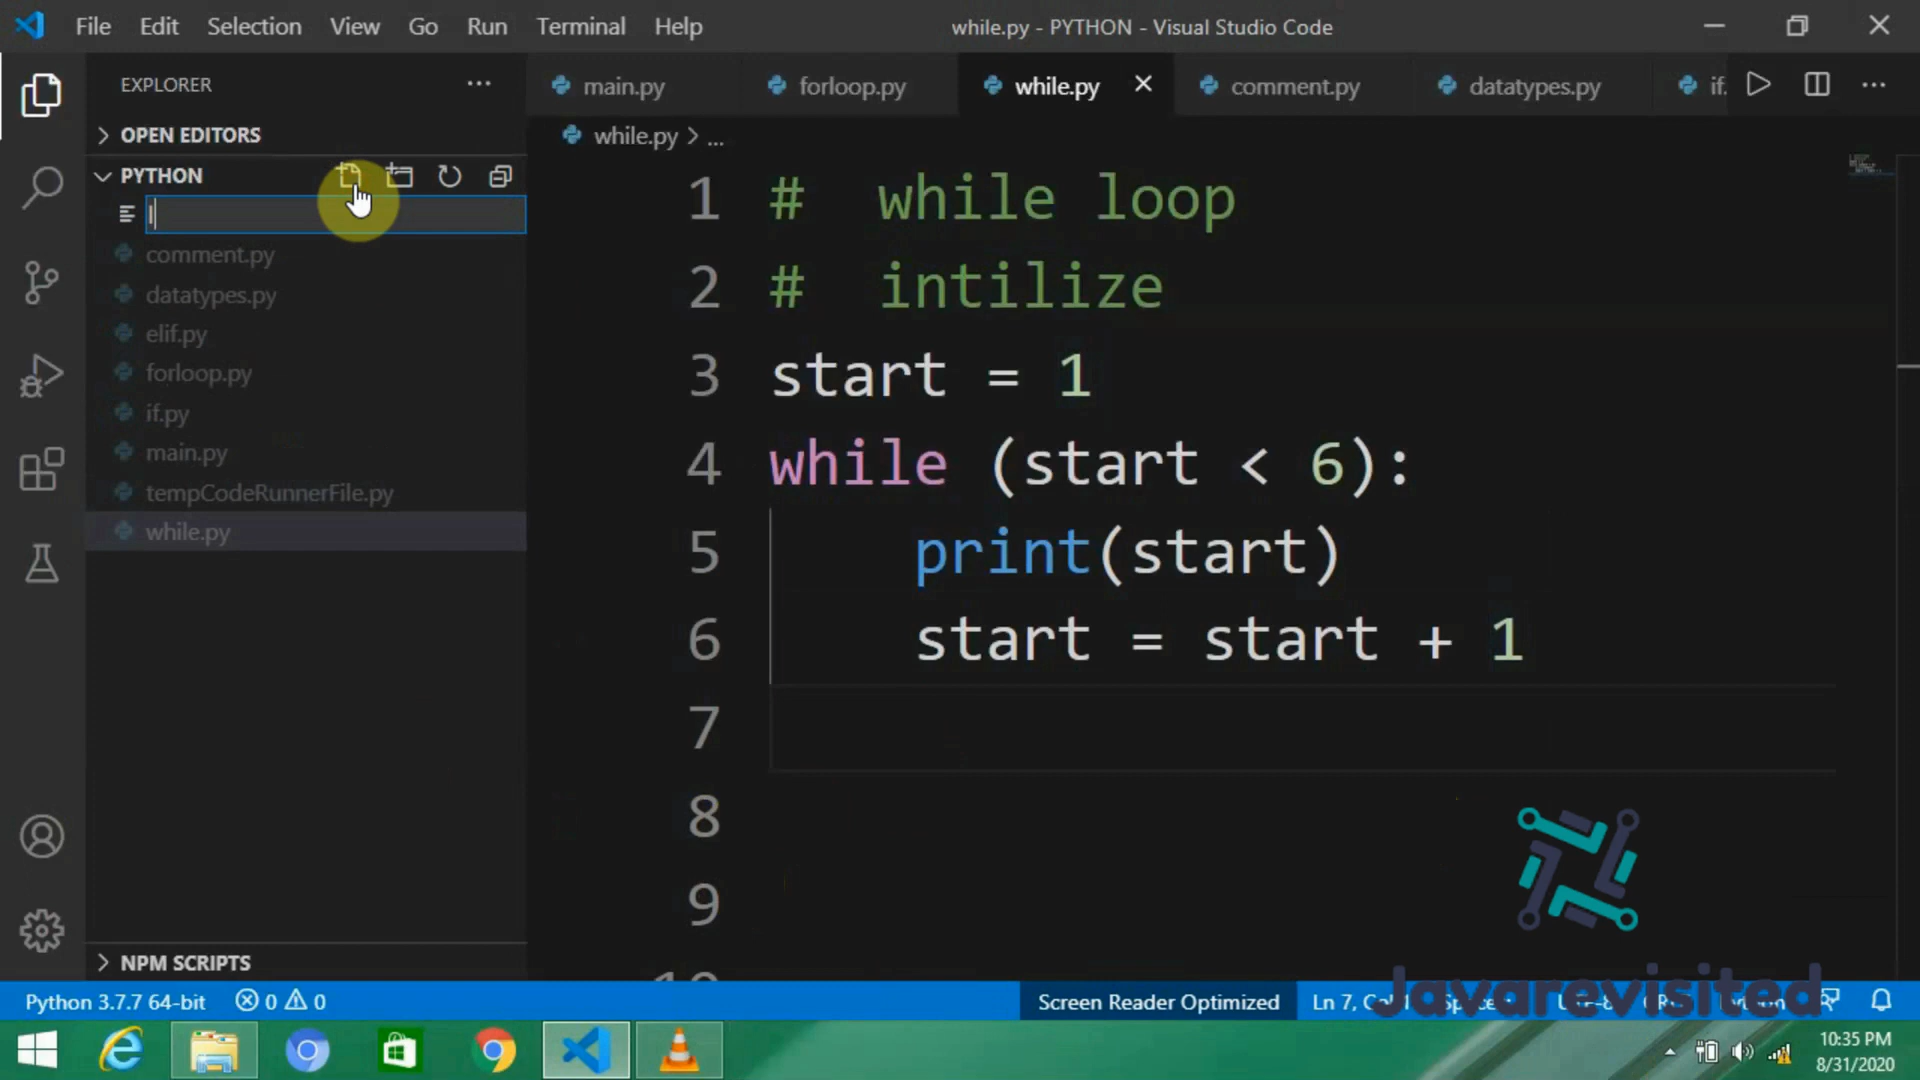 File Edit Selection View Go Run Terminal Help
while.py - PYTHON - Visual Studio Code
EXPLORER
OPEN EDITORS
PYTHON
comment.py
datatypes.py
elif.py
forloop.py
if.py
main.py
tempCodeRunnerFile.py
while.py
NPM SCRIPTS
main.py forloop.py while.py comment.py datatypes.py if.
while.py > ...
1 # while loop
2 # intilize
3 start = 1
4 while (start < 6):
5 print(start)
6 start = start + 1
7
8
9
10
Javarevisited
Python 3.7.7 64-bit 0 0 Screen Reader Optimized Ln 7,
10:35 PM
8/31/2020